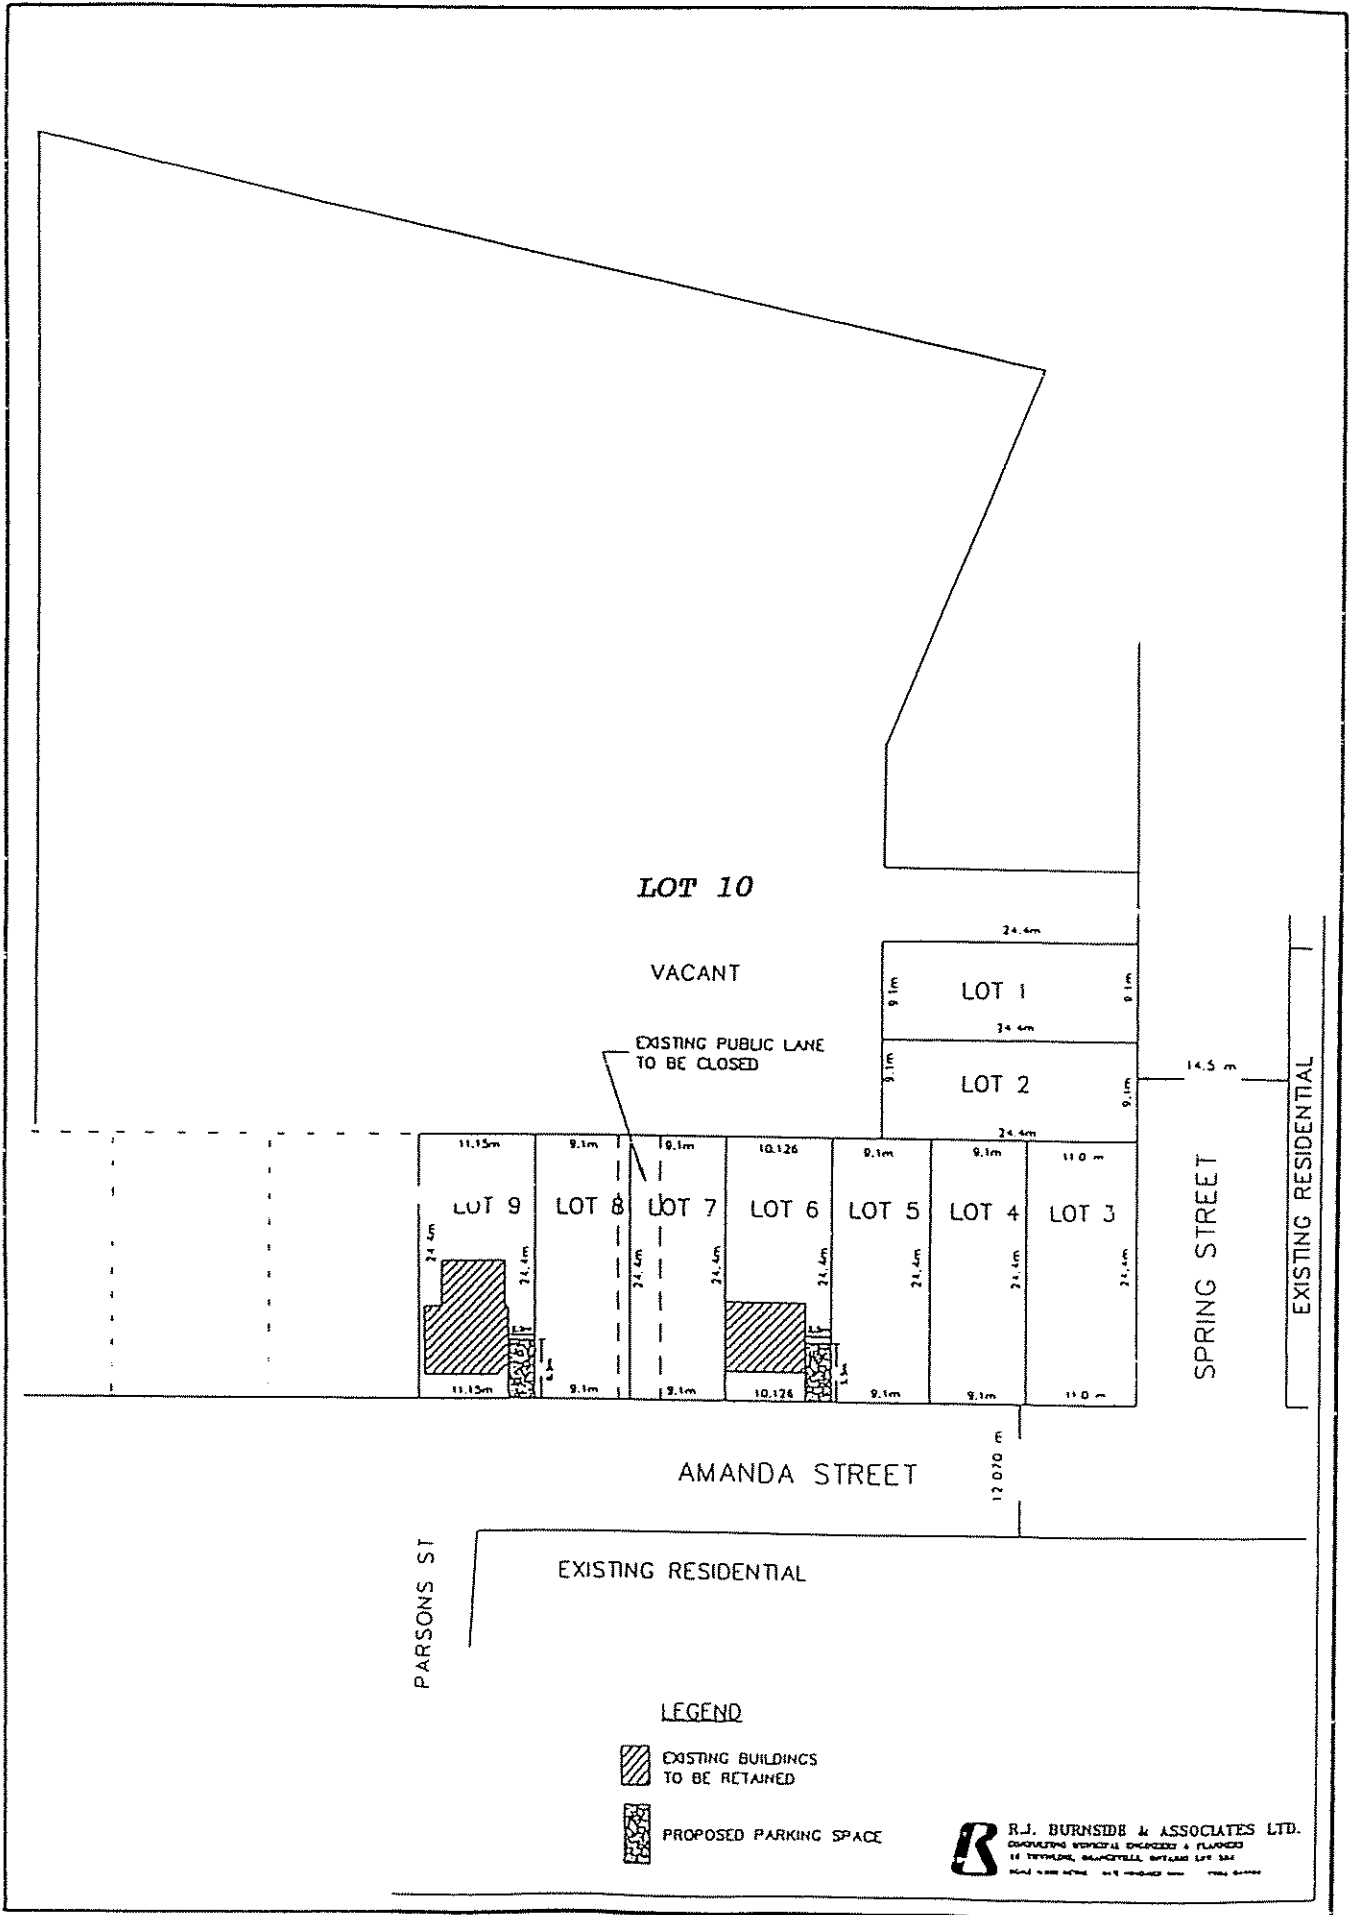 LOT 10
24.4m
VACANT
9.1m
LOT 1
9.1m
24.4m
EXISTING PUBLIC LANE
TO BE CLOSED
9.1m
LOT 2
9.1m
14.5 m
24.4m
EXISTING RESIDENTIAL
SPRING STREET
11.15m 9.1m 9.1m 10.126 9.1m 9.1m 11.0 m
LOT 9 LOT 8 LOT 7 LOT 6 LOT 5 LOT 4 LOT 3
24.4m 24.4m 24.4m 24.4m 24.4m 24.4m 24.4m
11.15m 9.1m 9.1m 10.126 9.1m 9.1m 11.0 m
AMANDA STREET
12.070
PARSONS ST
EXISTING RESIDENTIAL
LEGEND
EXISTING BUILDINGS
TO BE RETAINED
PROPOSED PARKING SPACE
R.J. BURNSIDE & ASSOCIATES LTD.
CONSULTING MUNICIPAL ENGINEERS & PLANNERS